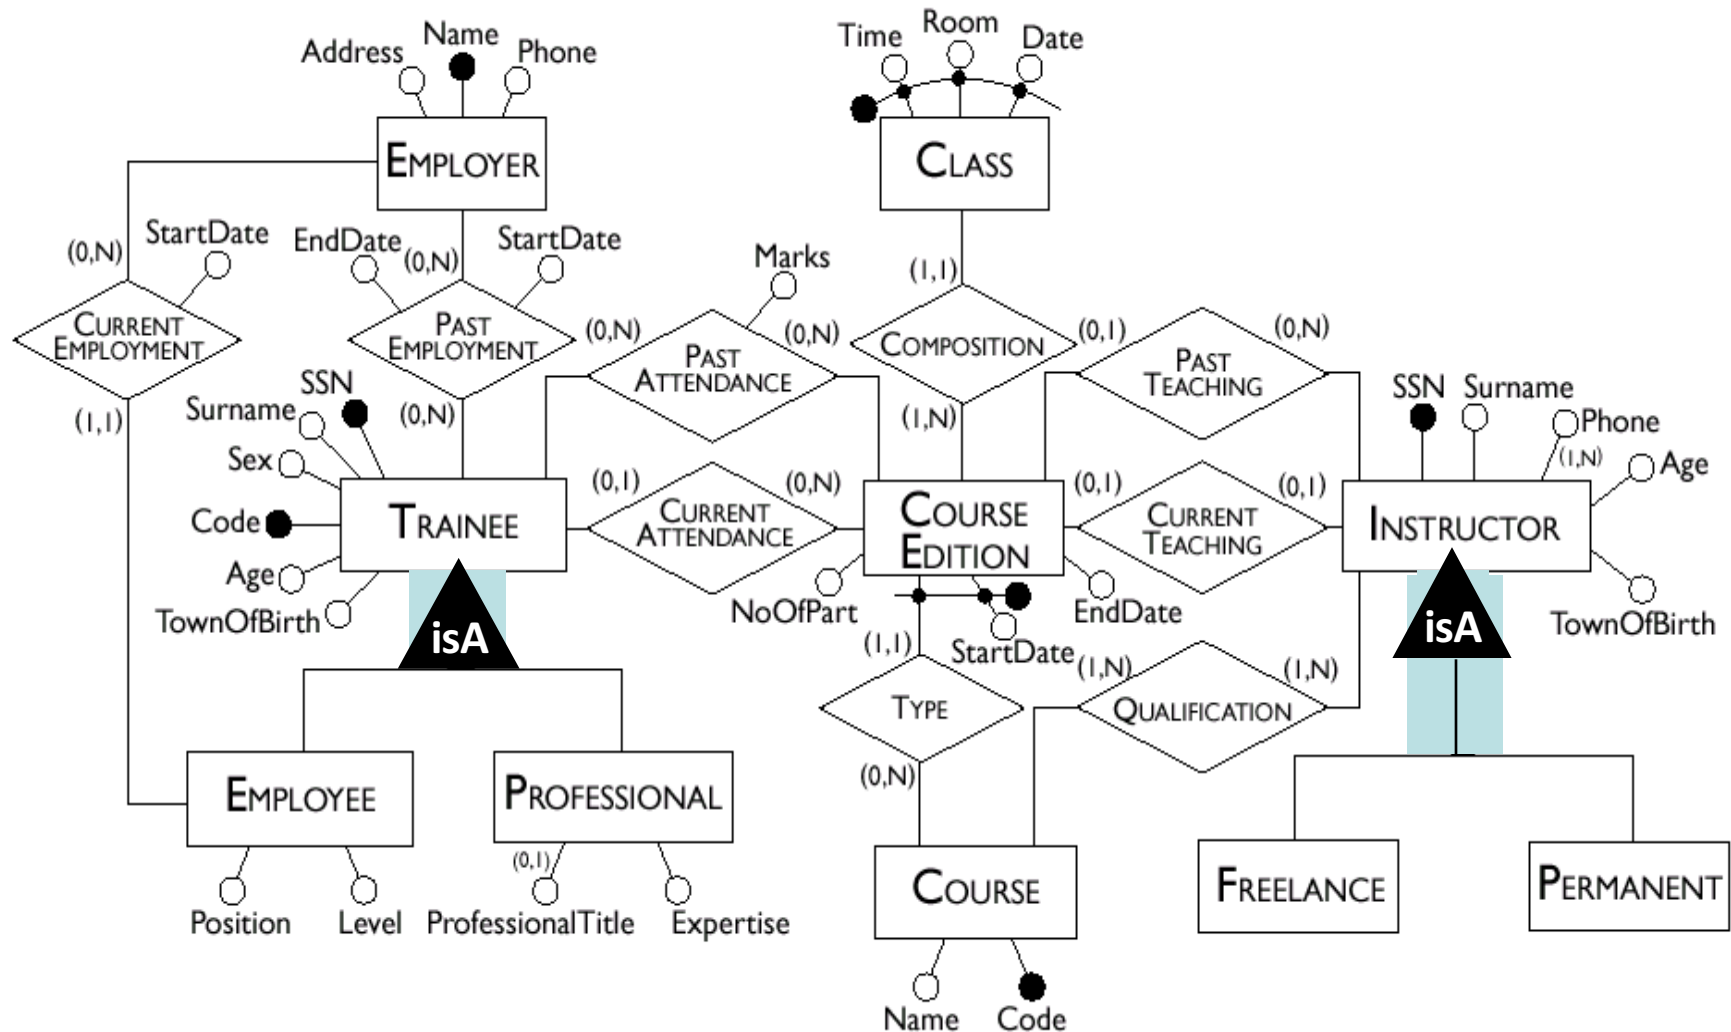 Name
Address
Phone
EMPLOYER
Time
Room
Date
CLASS
(0,N)
StartDate
EndDate
(0,N)
StartDate
CURRENT
EMPLOYMENT
PAST
EMPLOYMENT
(1,1)
(0,N)
Marks
(0,N)
(0,N)
PAST
ATTENDANCE
(1,1)
COMPOSITION
(1,N)
(0,1)
(0,N)
PAST
TEACHING
SSN
Surname
Sex
Code
Age
TownOfBirth
TRAINEE
(0,1)
(0,N)
CURRENT
ATTENDANCE
COURSE
EDITION
(0,1)
(0,1)
CURRENT
TEACHING
SSN
Surname
Phone
(1,N)
Age
INSTRUCTOR
TownOfBirth
NoOfPart
StartDate
EndDate
isA
isA
(1,1)
TYPE
(0,N)
(1,N)
(1,N)
QUALIFICATION
EMPLOYEE
PROFESSIONAL
Position
Level
(0,1)
ProfessionalTitle
Expertise
COURSE
Name
Code
FREELANCE
PERMANENT